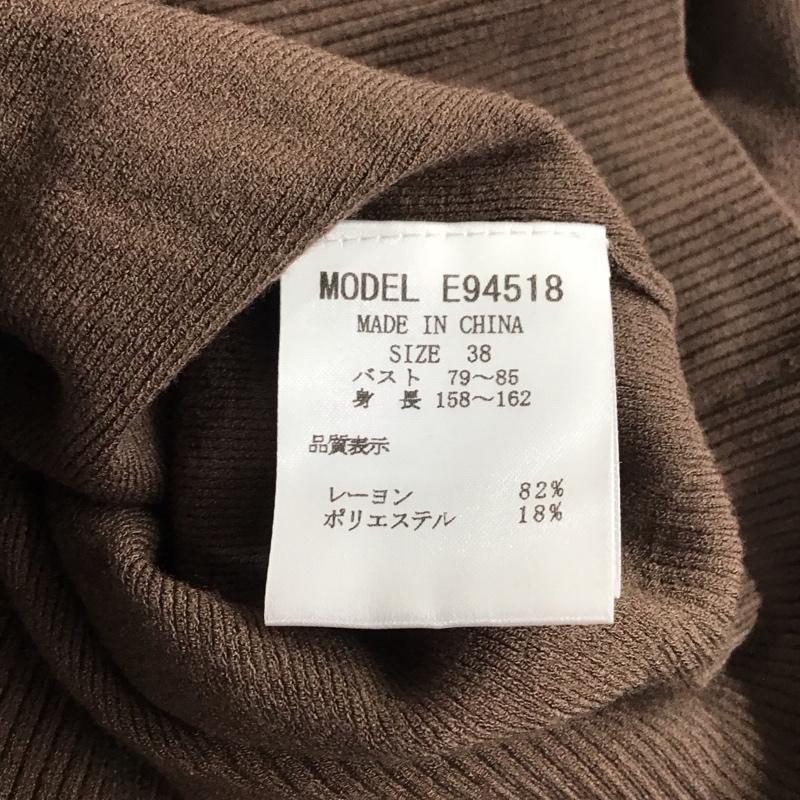 MODEL E94518
MADE IN CHINA
SIZE 38
バスト 79～85
身 長 158～162
品質表示
レーヨン 82%
ポリエステル 18%